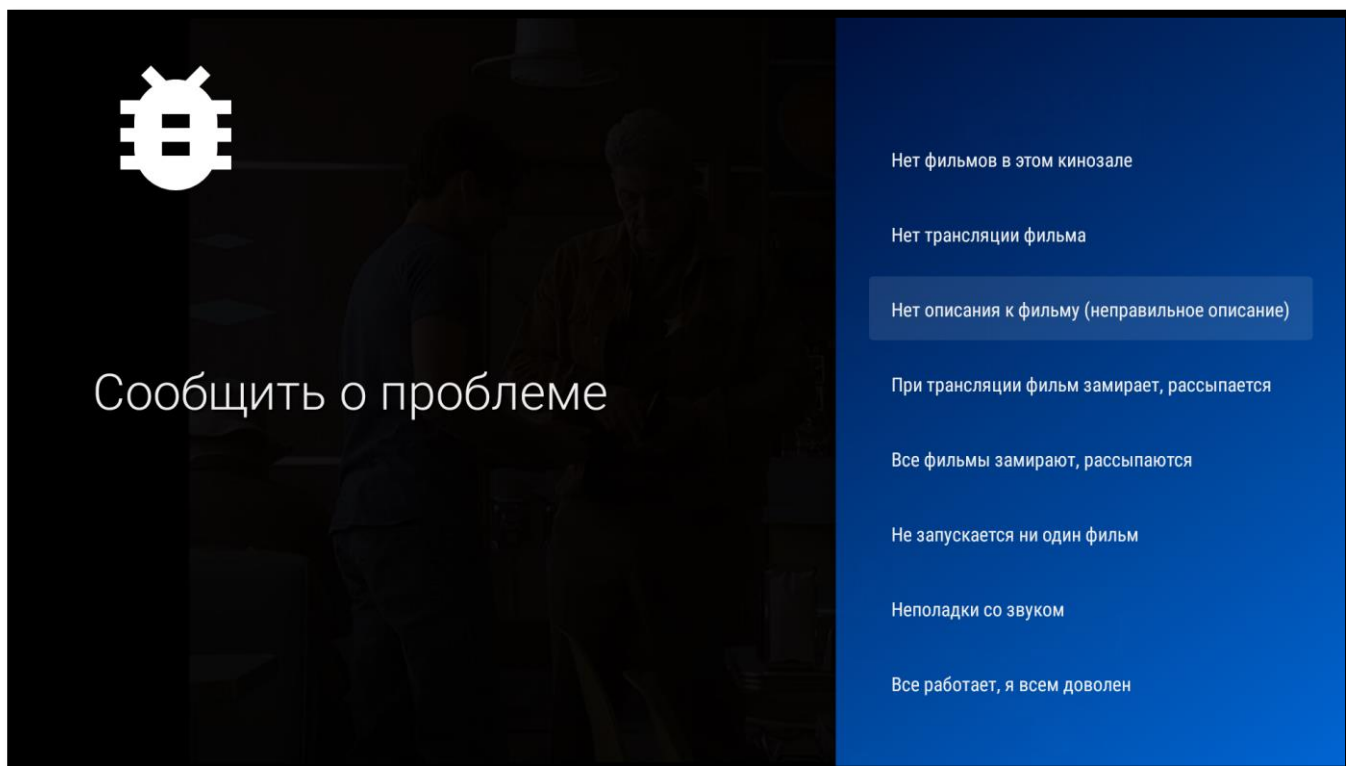 Сообщить о проблеме
Нет фильмов в этом кинозале
Нет трансляции фильма
Нет описания к фильму (неправильное описание)
При трансляции фильм замирает, рассыпается
Все фильмы замирают, рассыпаются
Не запускается ни один фильм
Неполадки со звуком
Все работает, я всем доволен